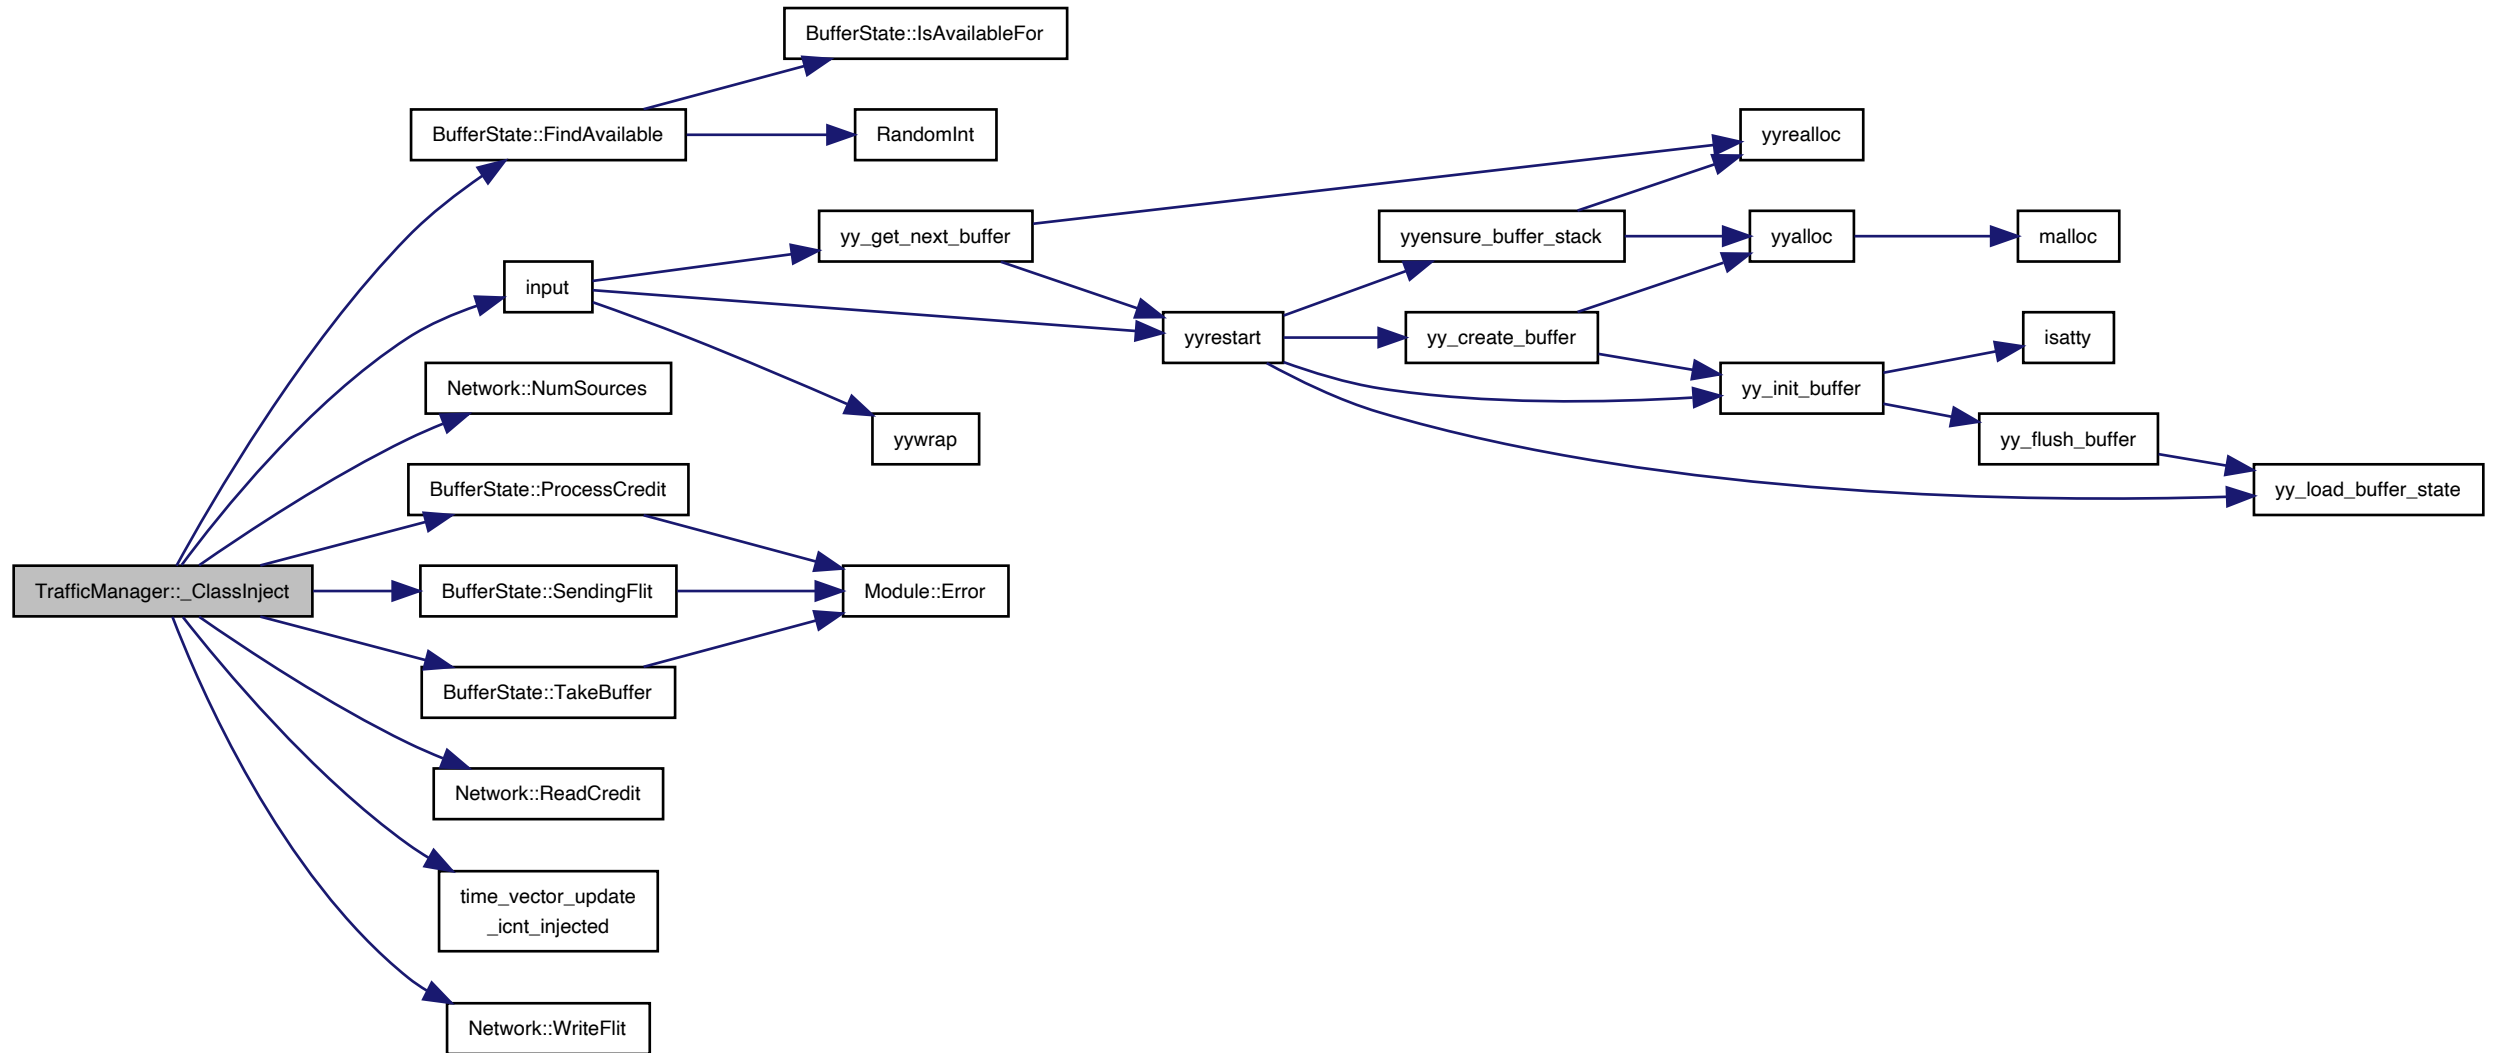 BufferState::IsAvailableFor
BufferState::FindAvailable
RandomInt
yyrealloc
yy_get_next_buffer
yyensure_buffer_stack
yyalloc
malloc
input
yyrestart
yy_create_buffer
isatty
Network::NumSources
yy_init_buffer
yywrap
yy_flush_buffer
BufferState::ProcessCredit
yy_load_buffer_state
TrafficManager::_ClassInject
BufferState::SendingFlit
Module::Error
BufferState::TakeBuffer
Network::ReadCredit
time_vector_update
_icnt_injected
Network::WriteFlit